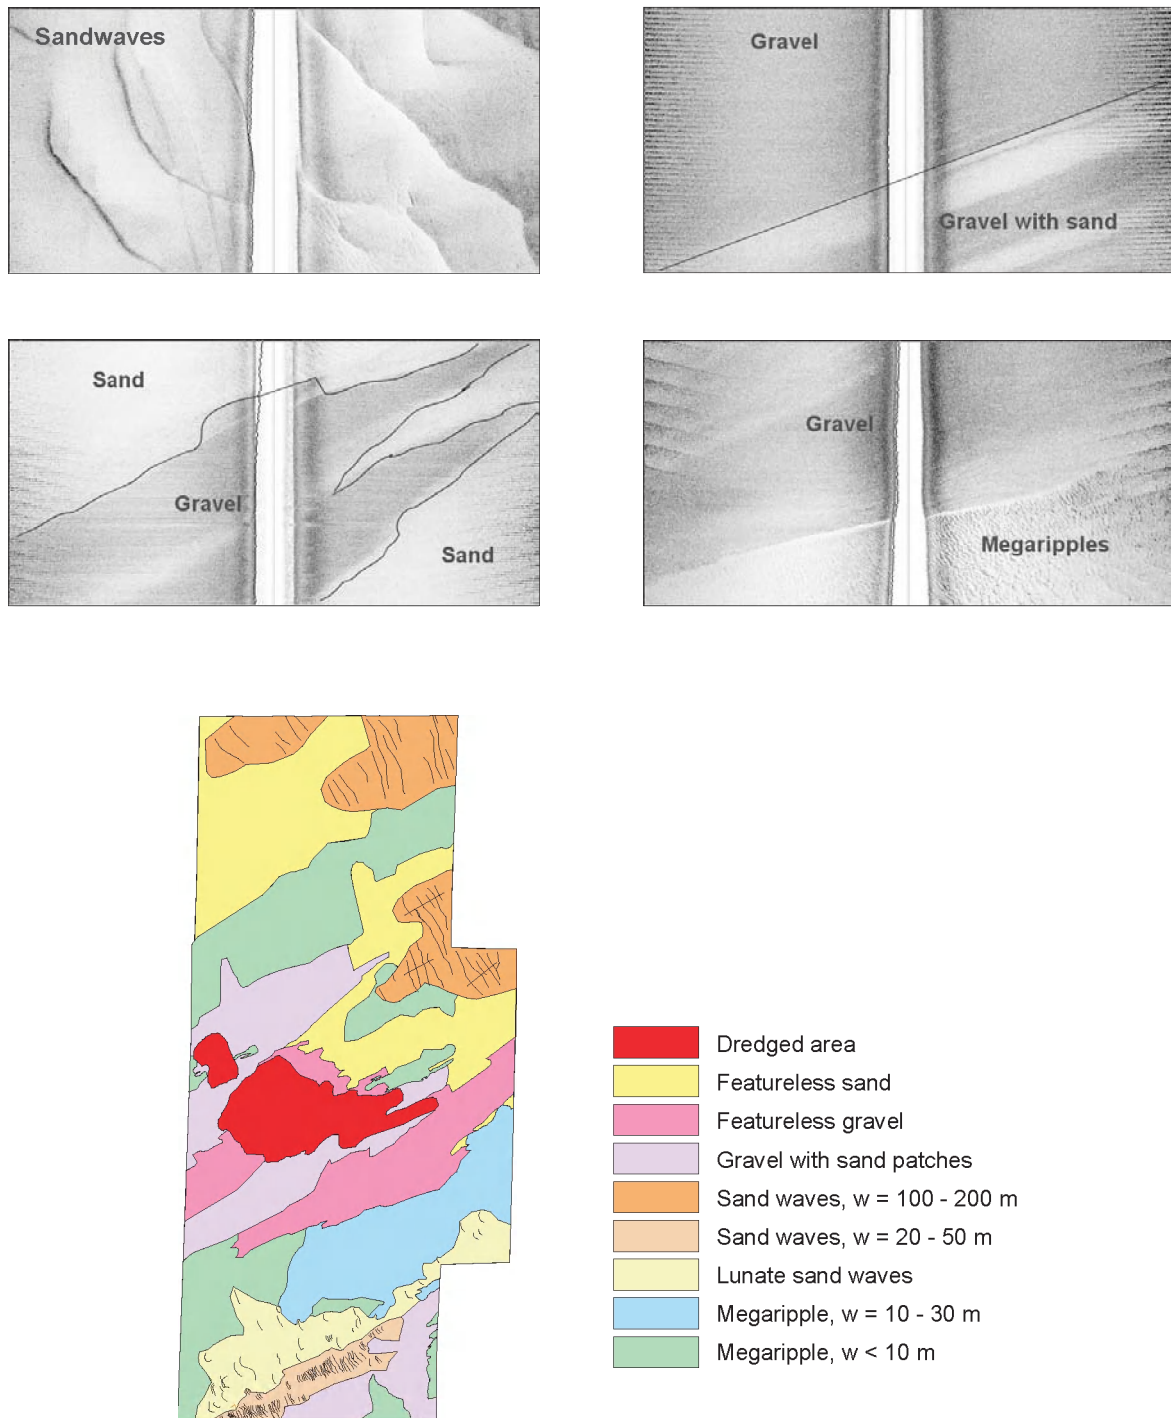 Sandwaves
Gravel
Gravel with sand
Sand
Gravel
Sand
Gravel
Megaripples
Dredged area
Featureless sand
Featureless gravel
Gravel with sand patches
Sand waves, w = 100 - 200 m
Sand waves, w = 20 - 50 m
Lunate sand waves
Megaripple, w = 10 - 30 m
Megaripple, w < 10 m